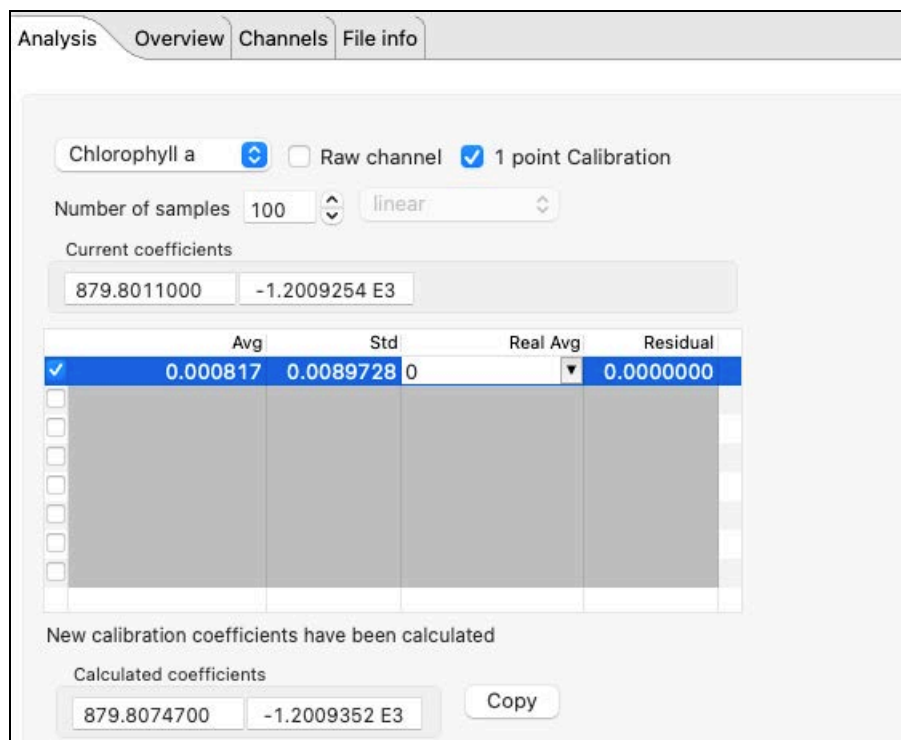 Analysis Overview Channels File info
Chlorophyll a Raw channel 1 point Calibration
Number of samples 100 linear
Current coefficients
879.8011000 -1.2009254 E3
Avg Std Real Avg Residual
0.000817 0.0089728 0 0.0000000
New calibration coefficients have been calculated
Calculated coefficients
879.8074700 -1.2009352 E3 Copy